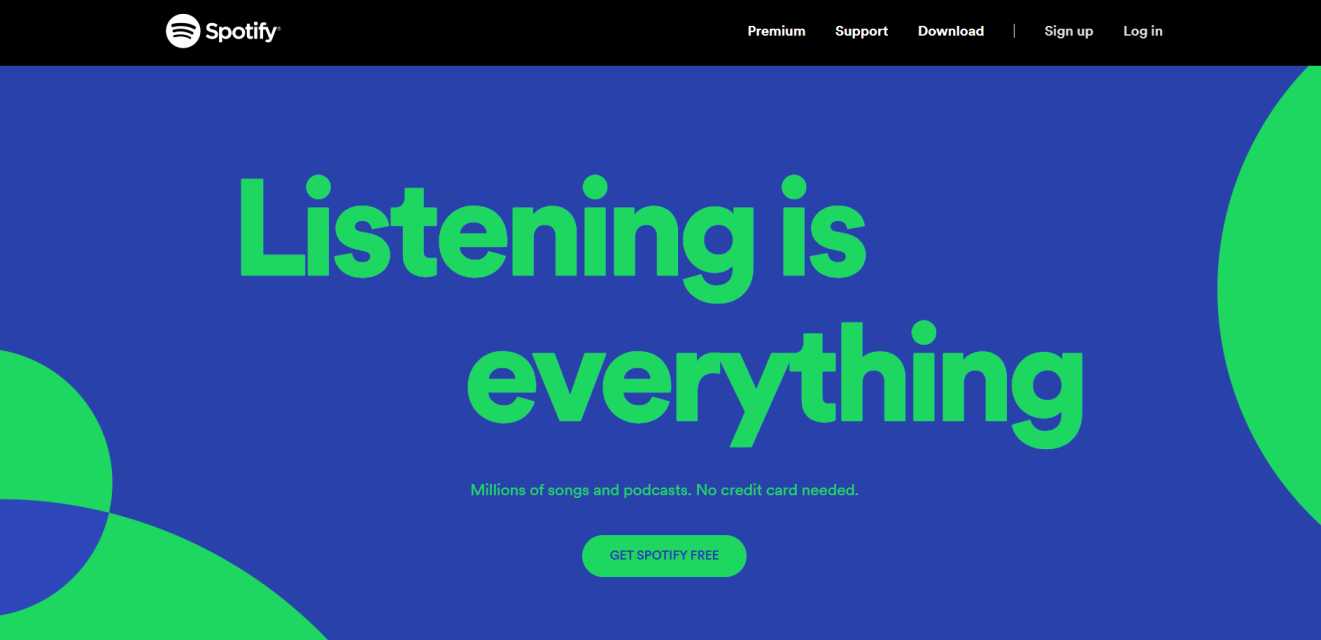 Spotify®
Premium Support Download | Sign up Log in
Listening is
everything
Millions of songs and podcasts. No credit card needed.
GET SPOTIFY FREE